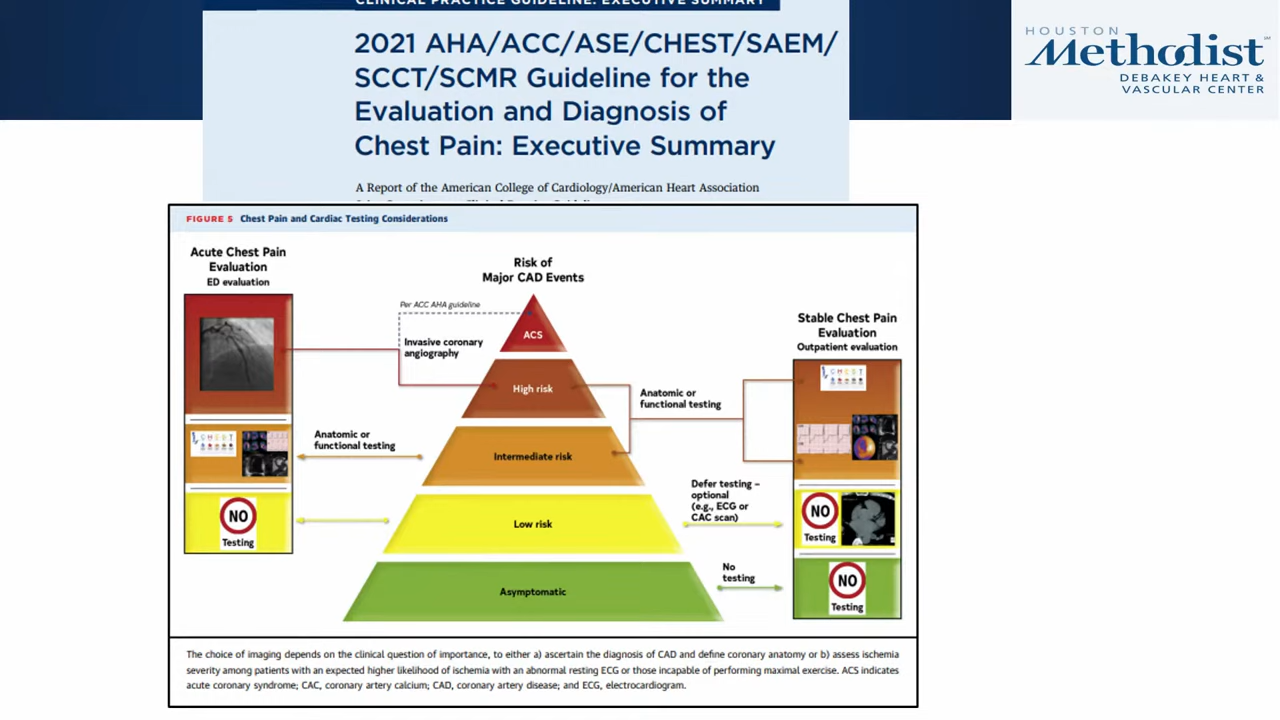 CLINICAL PRACTICE GUIDELINE: EXECUTIVE SUMMARY
2021 AHA/ACC/ASE/CHEST/SAEM/
SCCT/SCMR Guideline for the
Evaluation and Diagnosis of
Chest Pain: Executive Summary
A Report of the American College of Cardiology/American Heart Association
HOUSTON
Methodist
DEBAKEY HEART &
VASCULAR CENTER
FIGURE 5 Chest Pain and Cardiac Testing Considerations
Acute Chest Pain
Evaluation
ED evaluation
Risk of
Major CAD Events
Per ACC AHA guideline
Invasive coronary
angiography
ACS
High risk
Intermediate risk
Low risk
Asymptomatic
Anatomic or
functional testing
CHEST
NO
Testing
Anatomic or
functional testing
Defer testing –
optional
(e.g., ECG or
CAC scan)
No
testing
Stable Chest Pain
Evaluation
Outpatient evaluation
CHEST
NO
Testing
NO
Testing
The choice of imaging depends on the clinical question of importance, to either a) ascertain the diagnosis of CAD and define coronary anatomy or b) assess ischemia
severity among patients with an expected higher likelihood of ischemia with an abnormal resting ECG or those incapable of performing maximal exercise. ACS indicates
acute coronary syndrome; CAC, coronary artery calcium; CAD, coronary artery disease; and ECG, electrocardiogram.